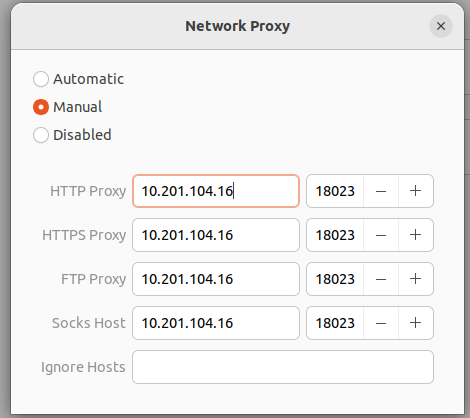 Network Proxy
Automatic
Manual
Disabled
HTTP Proxy 10.201.104.16 18023 − +
HTTPS Proxy 10.201.104.16 18023 − +
FTP Proxy 10.201.104.16 18023 − +
Socks Host 10.201.104.16 18023 − +
Ignore Hosts